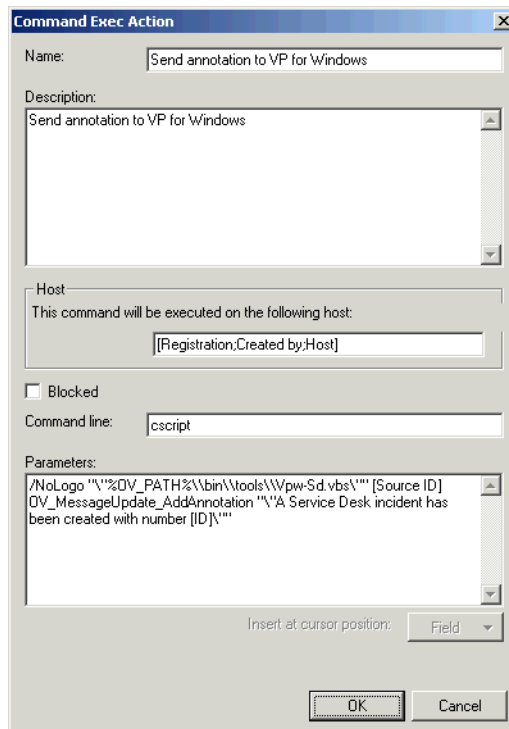 Command Exec Action
Name:
Send annotation to VP for Windows
Description:
Send annotation to VP for Windows
Host
This command will be executed on the following host:
[Registration;Created by;Host]
Blocked
Command line:
cscript
Parameters:
/NoLogo "\"%OV_PATH%\\bin\\tools\\Vpw-Sd.vbs\"" [Source ID]
OV_MessageUpdate_AddAnnotation "\"A Service Desk incident has
been created with number [ID]\""
Insert at cursor position:
Field
OK
Cancel